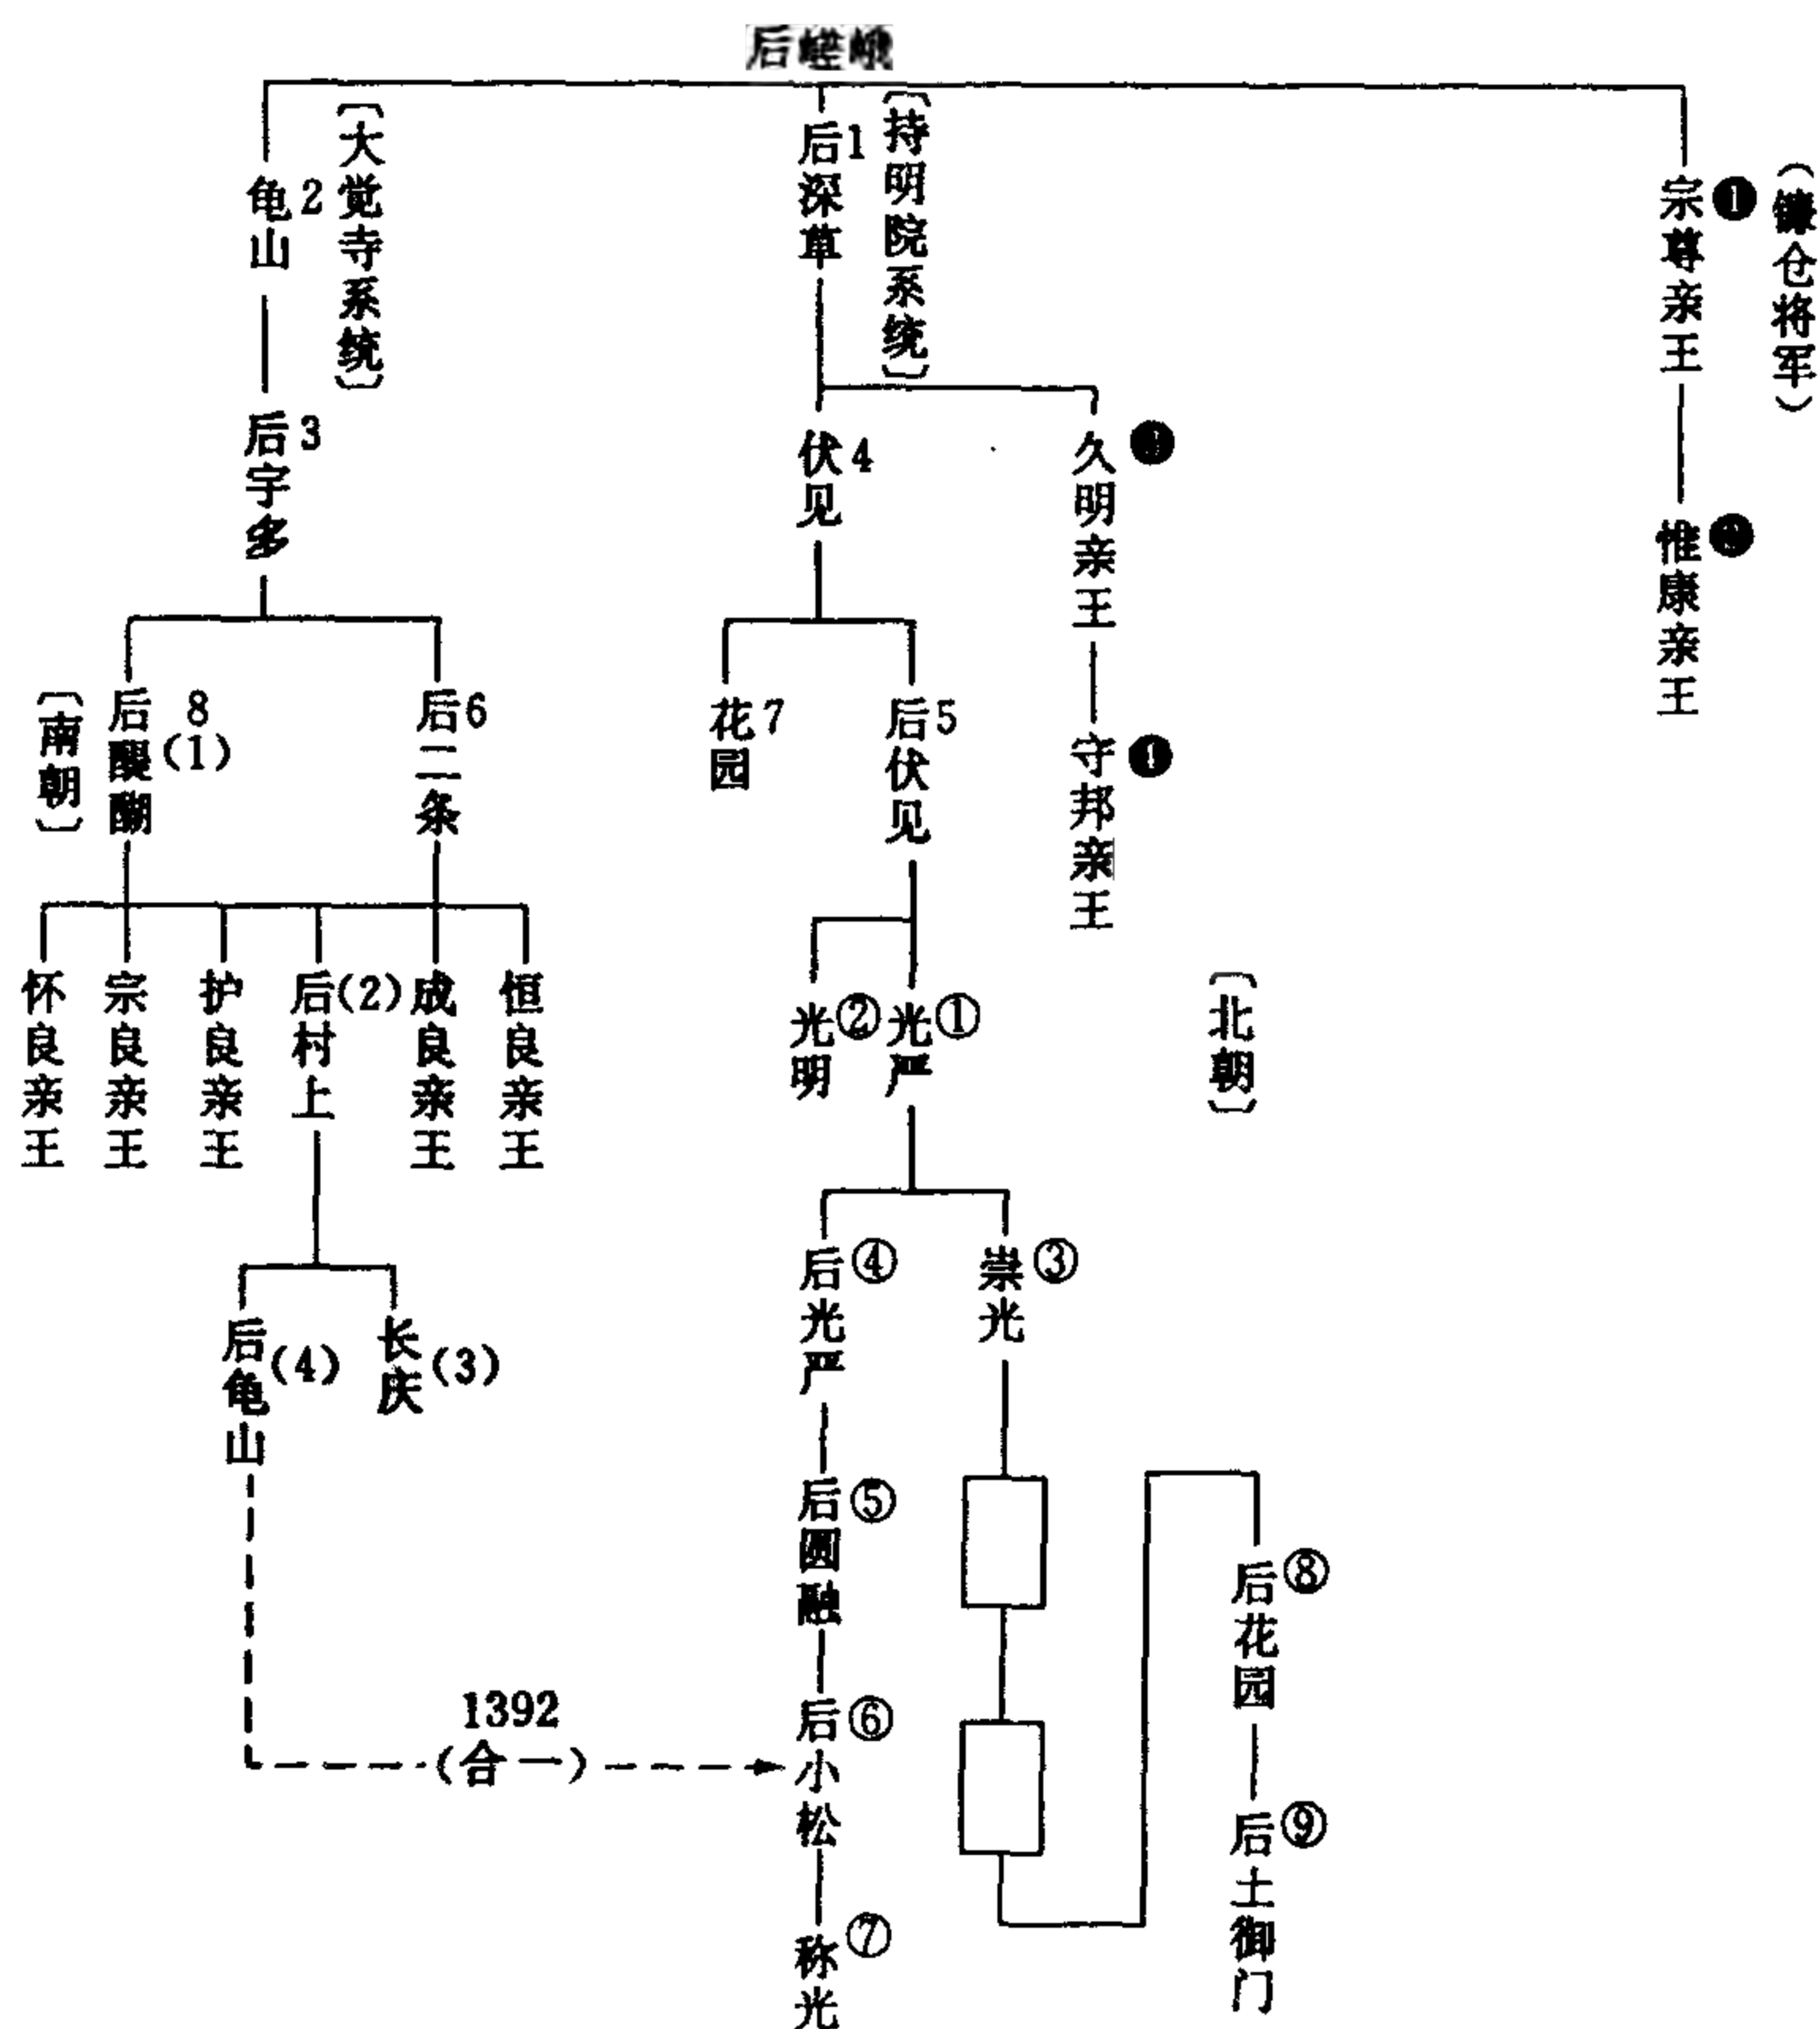 后嵯峨
〔大觉寺系统〕
龟山 2
后宇多 3
〔南朝〕
后醍醐 8 (1)
后二条 6
怀良亲王
宗良亲王
护良亲王
后村上 (2)
成良亲王
恒良亲王
后龟山 (4)
长庆 (3)
1392
(合一)
〔持明院系统〕
后深草 1
伏见 4
花园 7
后伏见 5
光明 ②
光严 ①
后光严 ④
崇光 ③
后圆融 ⑤
后小松 ⑥
称光 ⑦
〔北朝〕
后花园 ⑧
后土御门 ⑨
久明亲王
守邦亲王
(镰仓将军)
宗尊亲王 ❶
惟康亲王